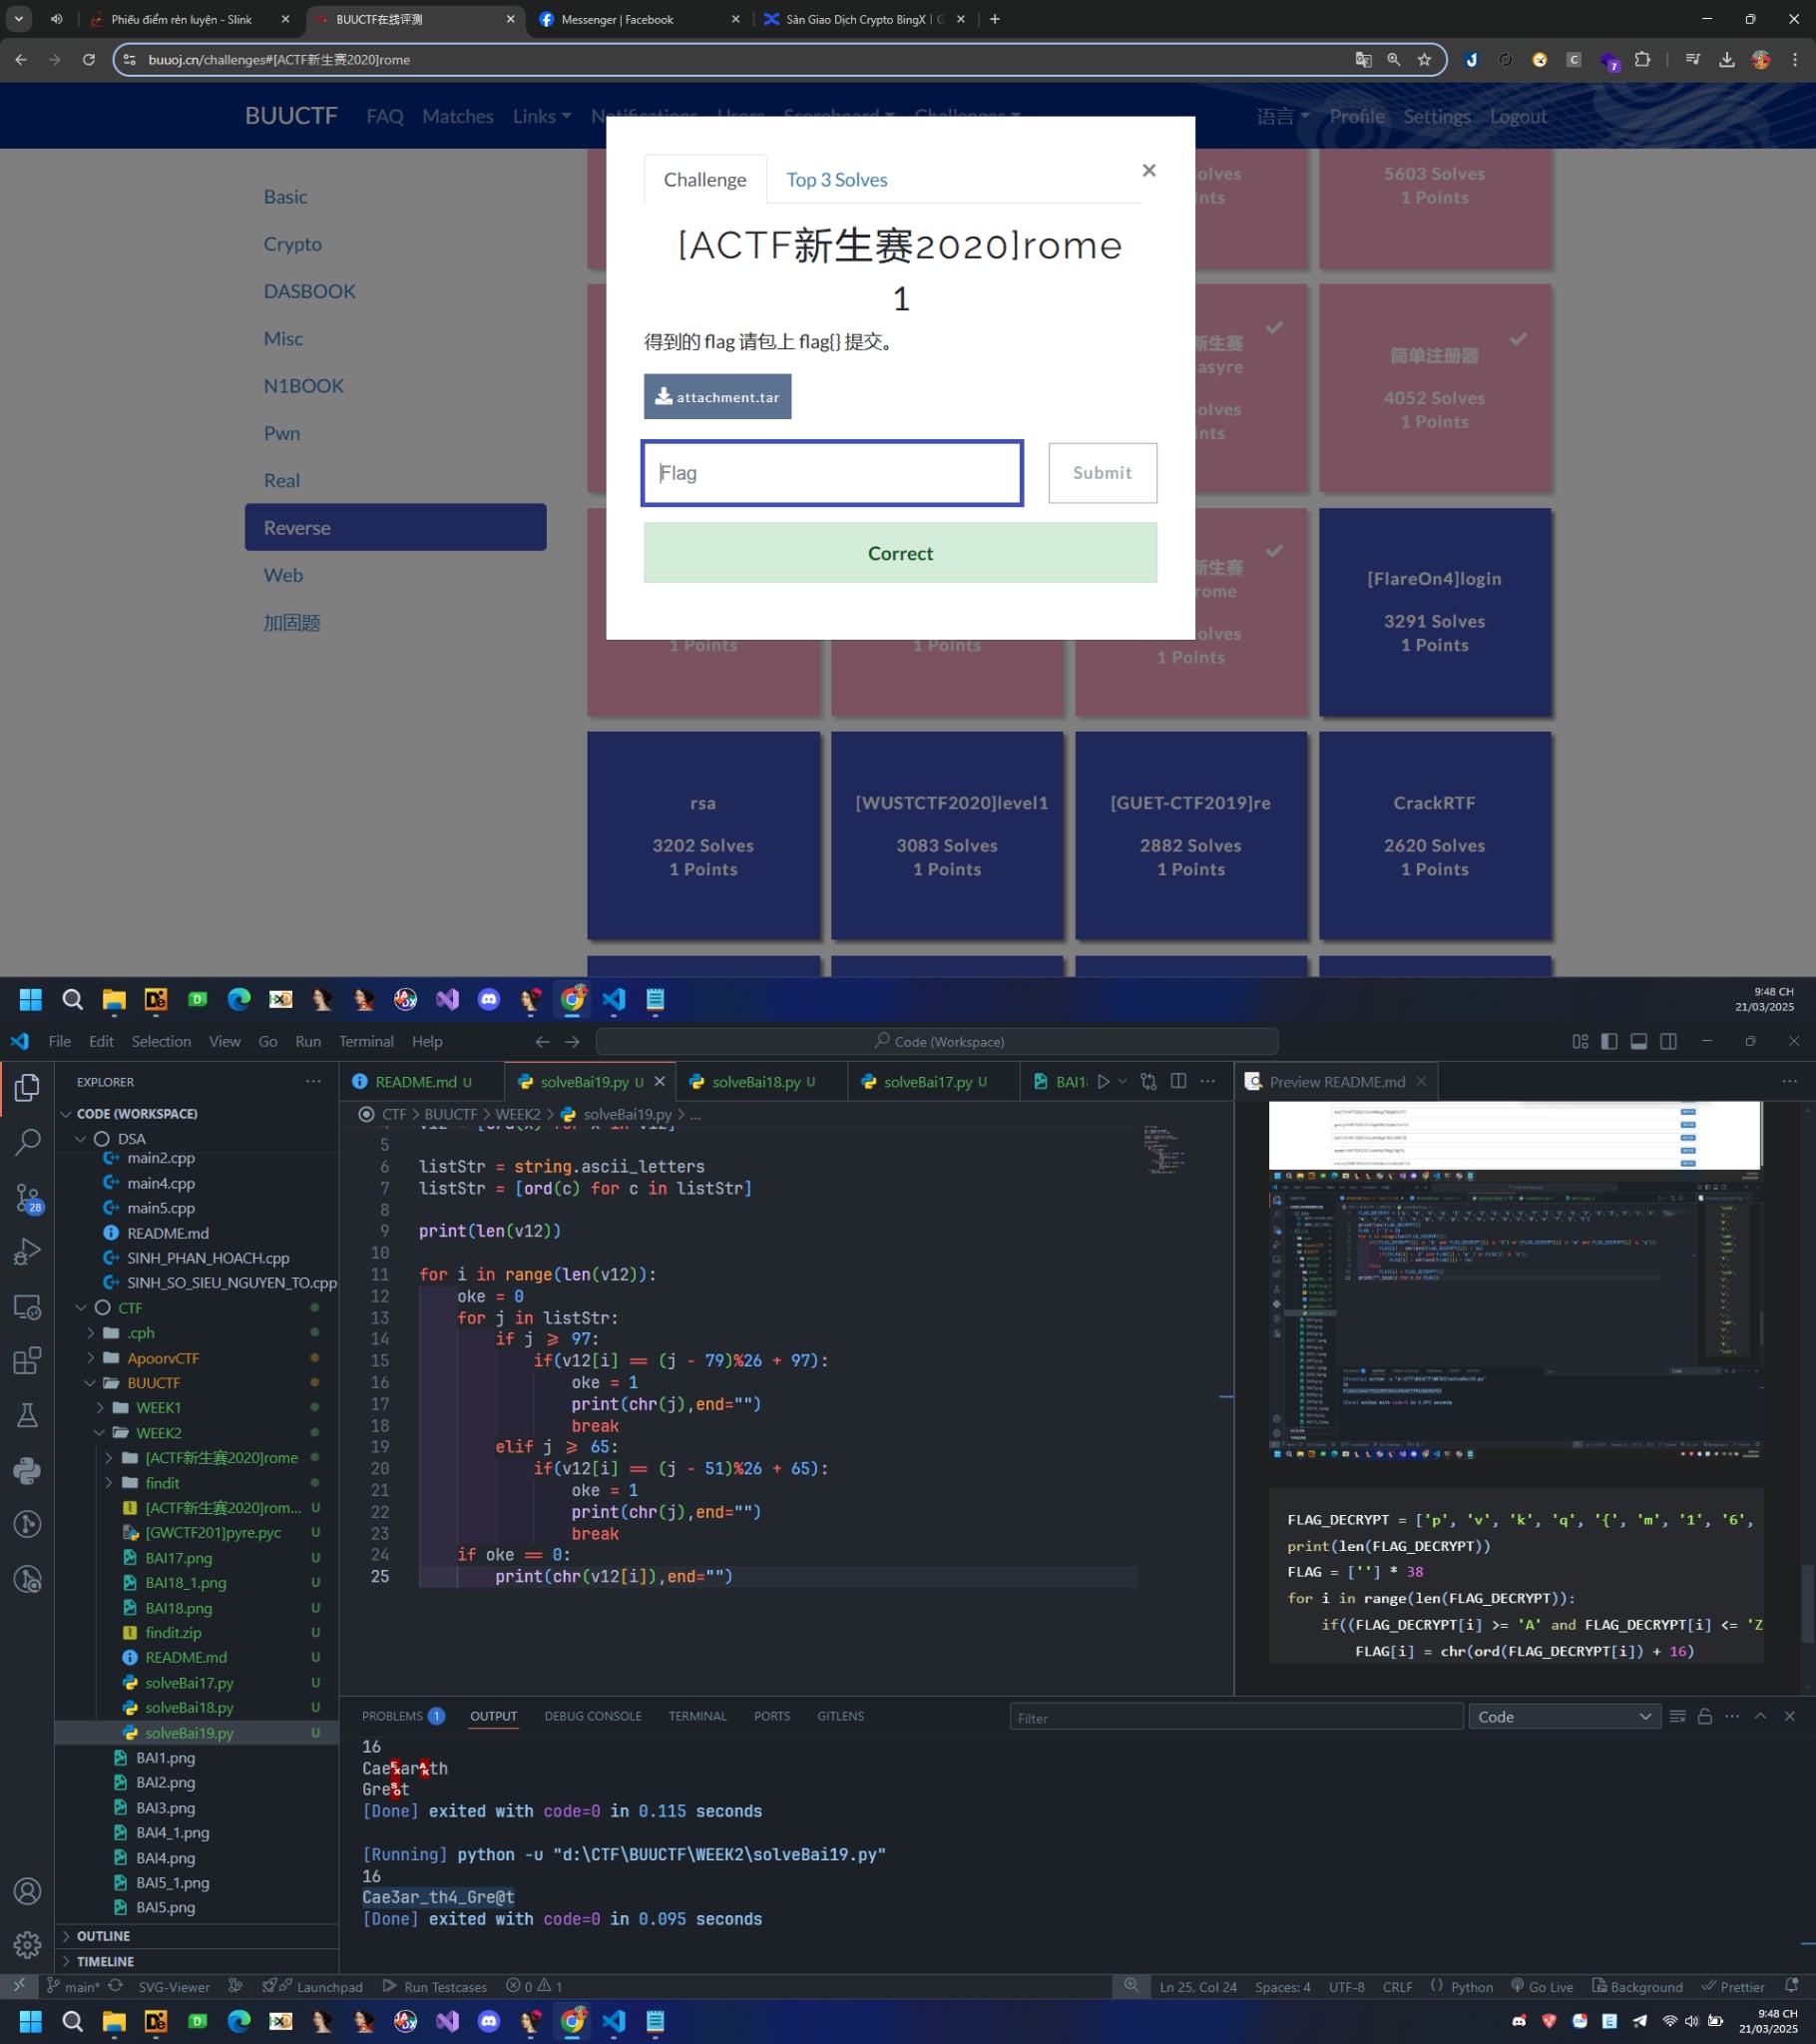 Phiếu điểm rèn luyện - Slink
BUUCTF在线评测
Messenger | Facebook
Sàn Giao Dịch Crypto BingX | G
buuoj.cn/challenges#[ACTF新生赛2020]rome
7
BUUCTF FAQ Matches Links Notifications Users Scoreboard Challenges 语言 Profile Settings Logout
Basic
Crypto
DASBOOK
Misc
N1BOOK
Pwn
Real
Reverse
Web
加固题
Challenge
Top 3 Solves
×
[ACTF新生赛2020]rome
1
得到的 flag 请包上 flag{} 提交。
attachment.tar
Flag
Submit
Correct
olves
nts
5603 Solves
1 Points
新生赛
asyre
olves
nts
简单注册器
4052 Solves
1 Points
1 Points
1 Points
新生赛
rome
olves
1 Points
[FlareOn4]login
3291 Solves
1 Points
rsa
3202 Solves
1 Points
[WUSTCTF2020]level1
3083 Solves
1 Points
[GUET-CTF2019]re
2882 Solves
1 Points
CrackRTF
2620 Solves
1 Points
9:48 CH
21/03/2025
File Edit Selection View Go Run Terminal Help
Code (Workspace)
EXPLORER
CODE (WORKSPACE)
DSA
main2.cpp
main4.cpp
main5.cpp
README.md
SINH_PHAN_HOACH.cpp
SINH_SO_SIEU_NGUYEN_TO.cpp
CTF
.cph
ApoorvCTF
BUUCTF
WEEK1
WEEK2
[ACTF新生赛2020]rome
findit
[ACTF新生赛2020]rom... U
[GWCTF201]pyre.pyc U
BAI17.png U
BAI18_1.png U
BAI18.png U
findit.zip U
README.md U
solveBai17.py U
solveBai18.py U
solveBai19.py U
BAI1.png
BAI2.png
BAI3.png
BAI4_1.png
BAI4.png
BAI5_1.png
BAI5.png
OUTLINE
TIMELINE
28
README.md U
solveBai19.py U
solveBai18.py U
solveBai17.py U
BAI1
CTF > BUUCTF > WEEK2 > solveBai19.py > ...
5
6 listStr = string.ascii_letters
7 listStr = [ord(c) for c in listStr]
8
9 print(len(v12))
10
11 for i in range(len(v12)):
12 oke = 0
13 for j in listStr:
14 if j >= 97:
15 if(v12[i] == (j - 79)%26 + 97):
16 oke = 1
17 print(chr(j),end="")
18 break
19 elif j >= 65:
20 if(v12[i] == (j - 51)%26 + 65):
21 oke = 1
22 print(chr(j),end="")
23 break
24 if oke == 0:
25 print(chr(v12[i]),end="")
Preview README.md
FLAG_DECRYPT = ['p', 'v', 'k', 'q', '{', 'm', '1', '6',
print(len(FLAG_DECRYPT))
FLAG = [''] * 38
for i in range(len(FLAG_DECRYPT)):
if((FLAG_DECRYPT[i] >= 'A' and FLAG_DECRYPT[i] <= 'Z
FLAG[i] = chr(ord(FLAG_DECRYPT[i]) + 16)
PROBLEMS 1 OUTPUT DEBUG CONSOLE TERMINAL PORTS GITLENS
Filter
Code
16
Cae ar th
Gre SO t
[Done] exited with code=0 in 0.115 seconds
[Running] python -u "d:\CTF\BUUCTF\WEEK2\solveBai19.py"
16
Cae3ar_th4_Gre@t
[Done] exited with code=0 in 0.095 seconds
main* SVG-Viewer Launchpad Run Testcases 0 1
Ln 25, Col 24 Spaces: 4 UTF-8 CRLF Python Go Live Background Prettier
9:48 CH
21/03/2025